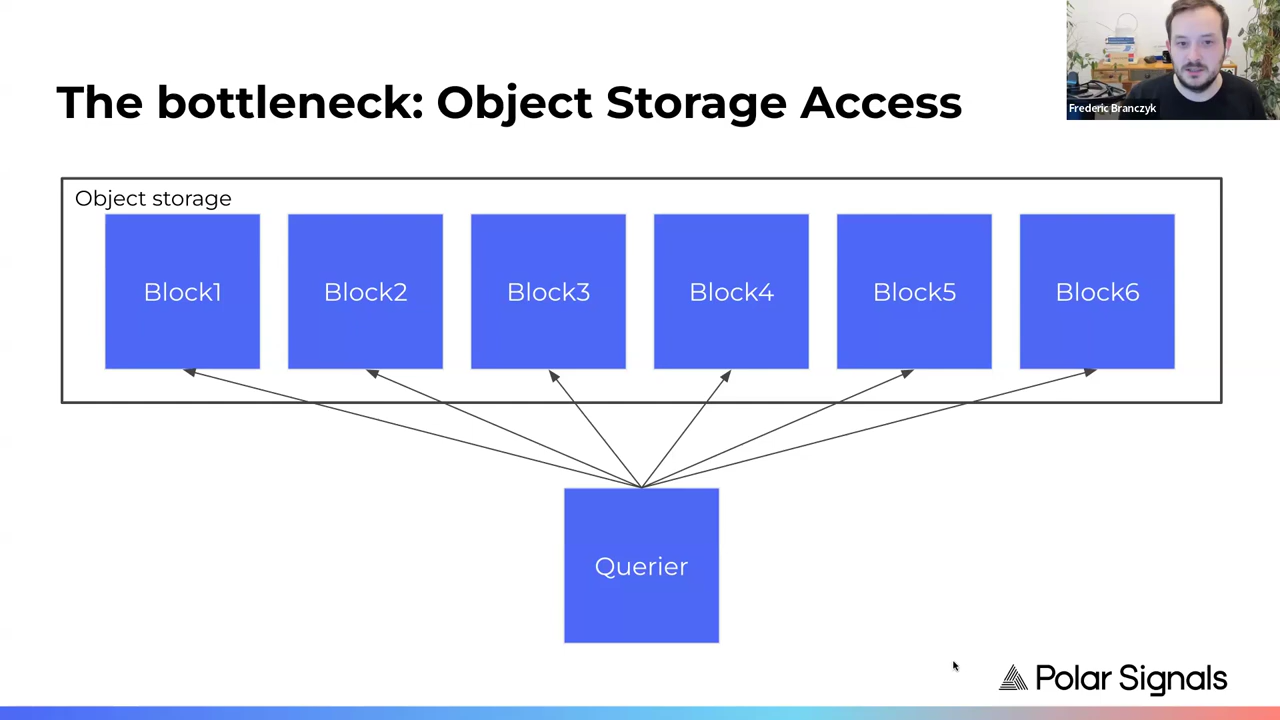 The bottleneck: Object Storage Access
Frederic Branczyk
Object storage
Block1
Block2
Block3
Block4
Block5
Block6
Querier
Polar Signals